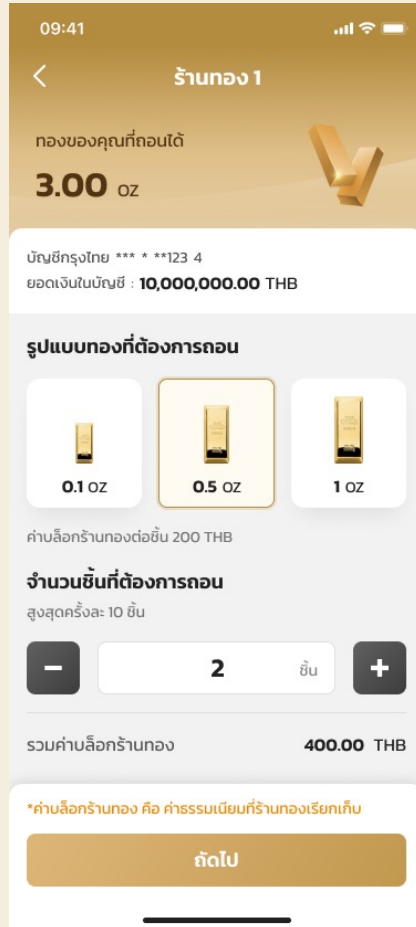 09:41
ร้านทอง 1
ทองของคุณที่ถอนได้
3.00 OZ
บัญชีกรุงไทย *** * **123 4
ยอดเงินในบัญชี : 10,000,000.00 THB
รูปแบบทองที่ต้องการถอน
0.1 OZ
0.5 OZ
1 OZ
ค่าบล็อกร้านทองต่อชิ้น 200 THB
จำนวนชิ้นที่ต้องการถอน
สูงสุดครั้งละ 10 ชิ้น
2 ชิ้น
รวมค่าบล็อกร้านทอง 400.00 THB
*ค่าบล็อกร้านทอง คือ ค่าธรรมเนียมที่ร้านทองเรียกเก็บ
ถัดไป